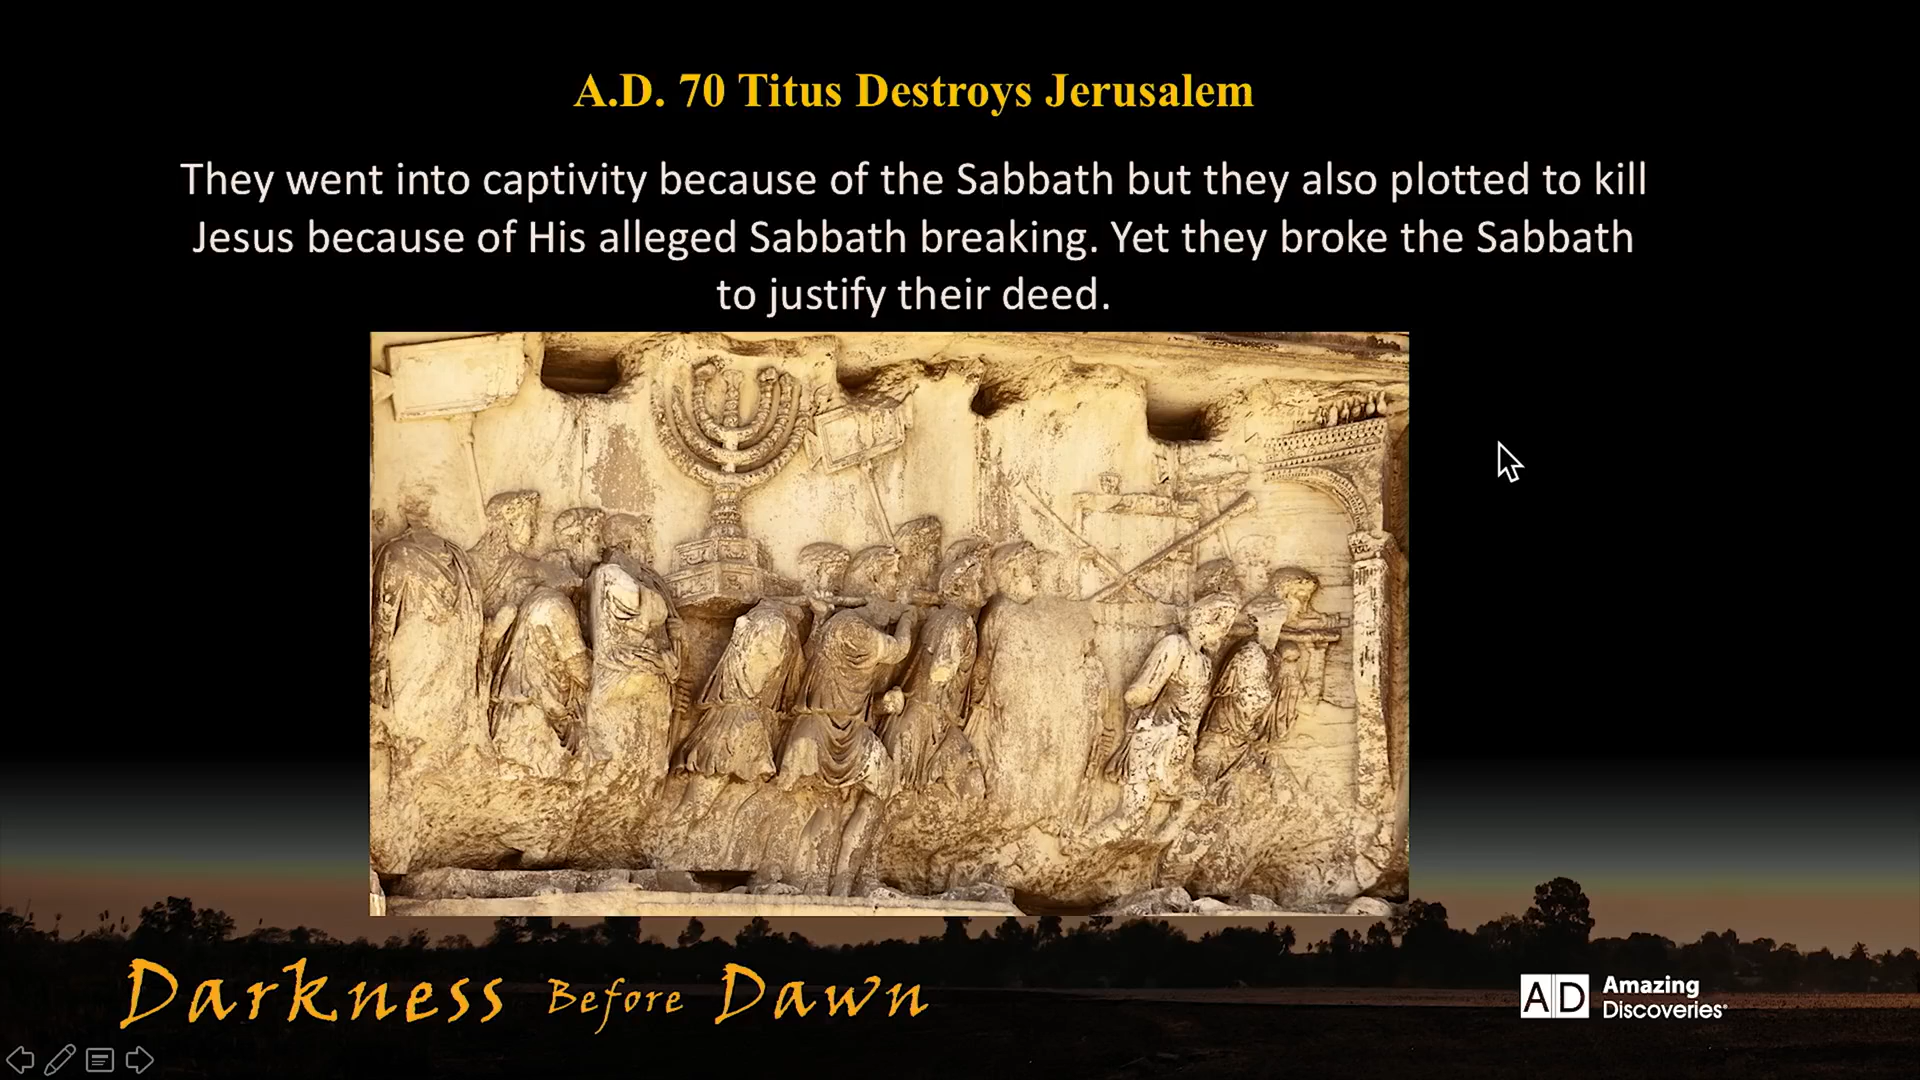 A.D. 70 Titus Destroys Jerusalem
They went into captivity because of the Sabbath but they also plotted to kill
Jesus because of His alleged Sabbath breaking. Yet they broke the Sabbath
to justify their deed.
Darkness Before Dawn
AD Amazing
Discoveries